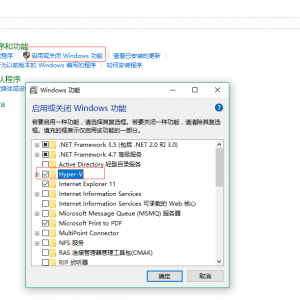 序和功能
程序 启用或关闭 Windows 功能 查看已安装的更新
为以前版本的 Windows 编写的程序 如何安装程序
认程序
启用或关闭 Windows 功能
若要启用一种功能，请选择其复选框。若要关闭一种功能，请清除其复选框。填充的框表示仅启用该功能的一部分。
.NET Framework 3.5 (包括 .NET 2.0 和 3.0)
.NET Framework 4.7 高级服务
Active Directory 轻型目录服务
Hyper-V
Internet Explorer 11
Internet Information Services
Internet Information Services 可承载的 Web 核心
Microsoft Message Queue (MSMQ) 服务器
Microsoft Print to PDF
MultiPoint Connector
NFS 服务
RAS 连接管理器管理工具包(CMAK)
RIP 侦听器
确定 取消